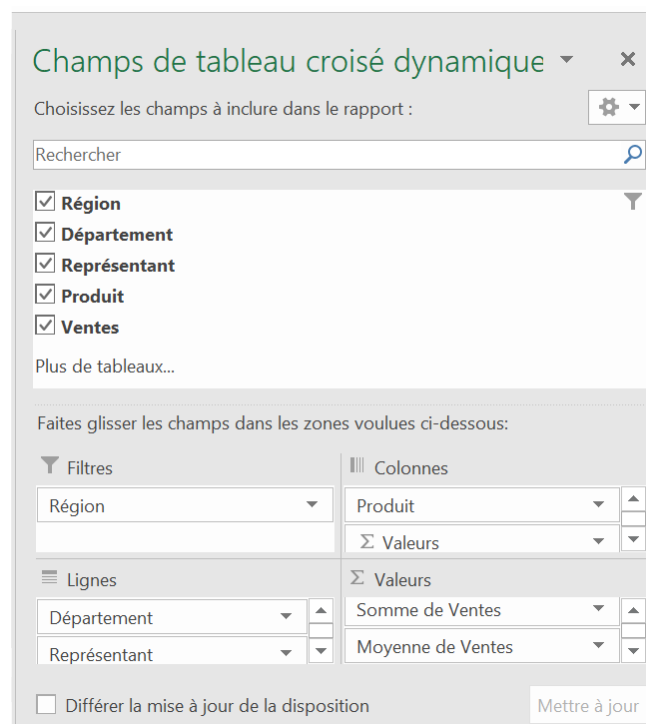 Champs de tableau croisé dynamique
Choisissez les champs à inclure dans le rapport :
Rechercher
Région
Département
Représentant
Produit
Ventes
Plus de tableaux...
Faites glisser les champs dans les zones voulues ci-dessous:
Filtres
Région
Colonnes
Produit
Σ Valeurs
Lignes
Département
Représentant
Σ Valeurs
Somme de Ventes
Moyenne de Ventes
Différer la mise à jour de la disposition
Mettre à jour